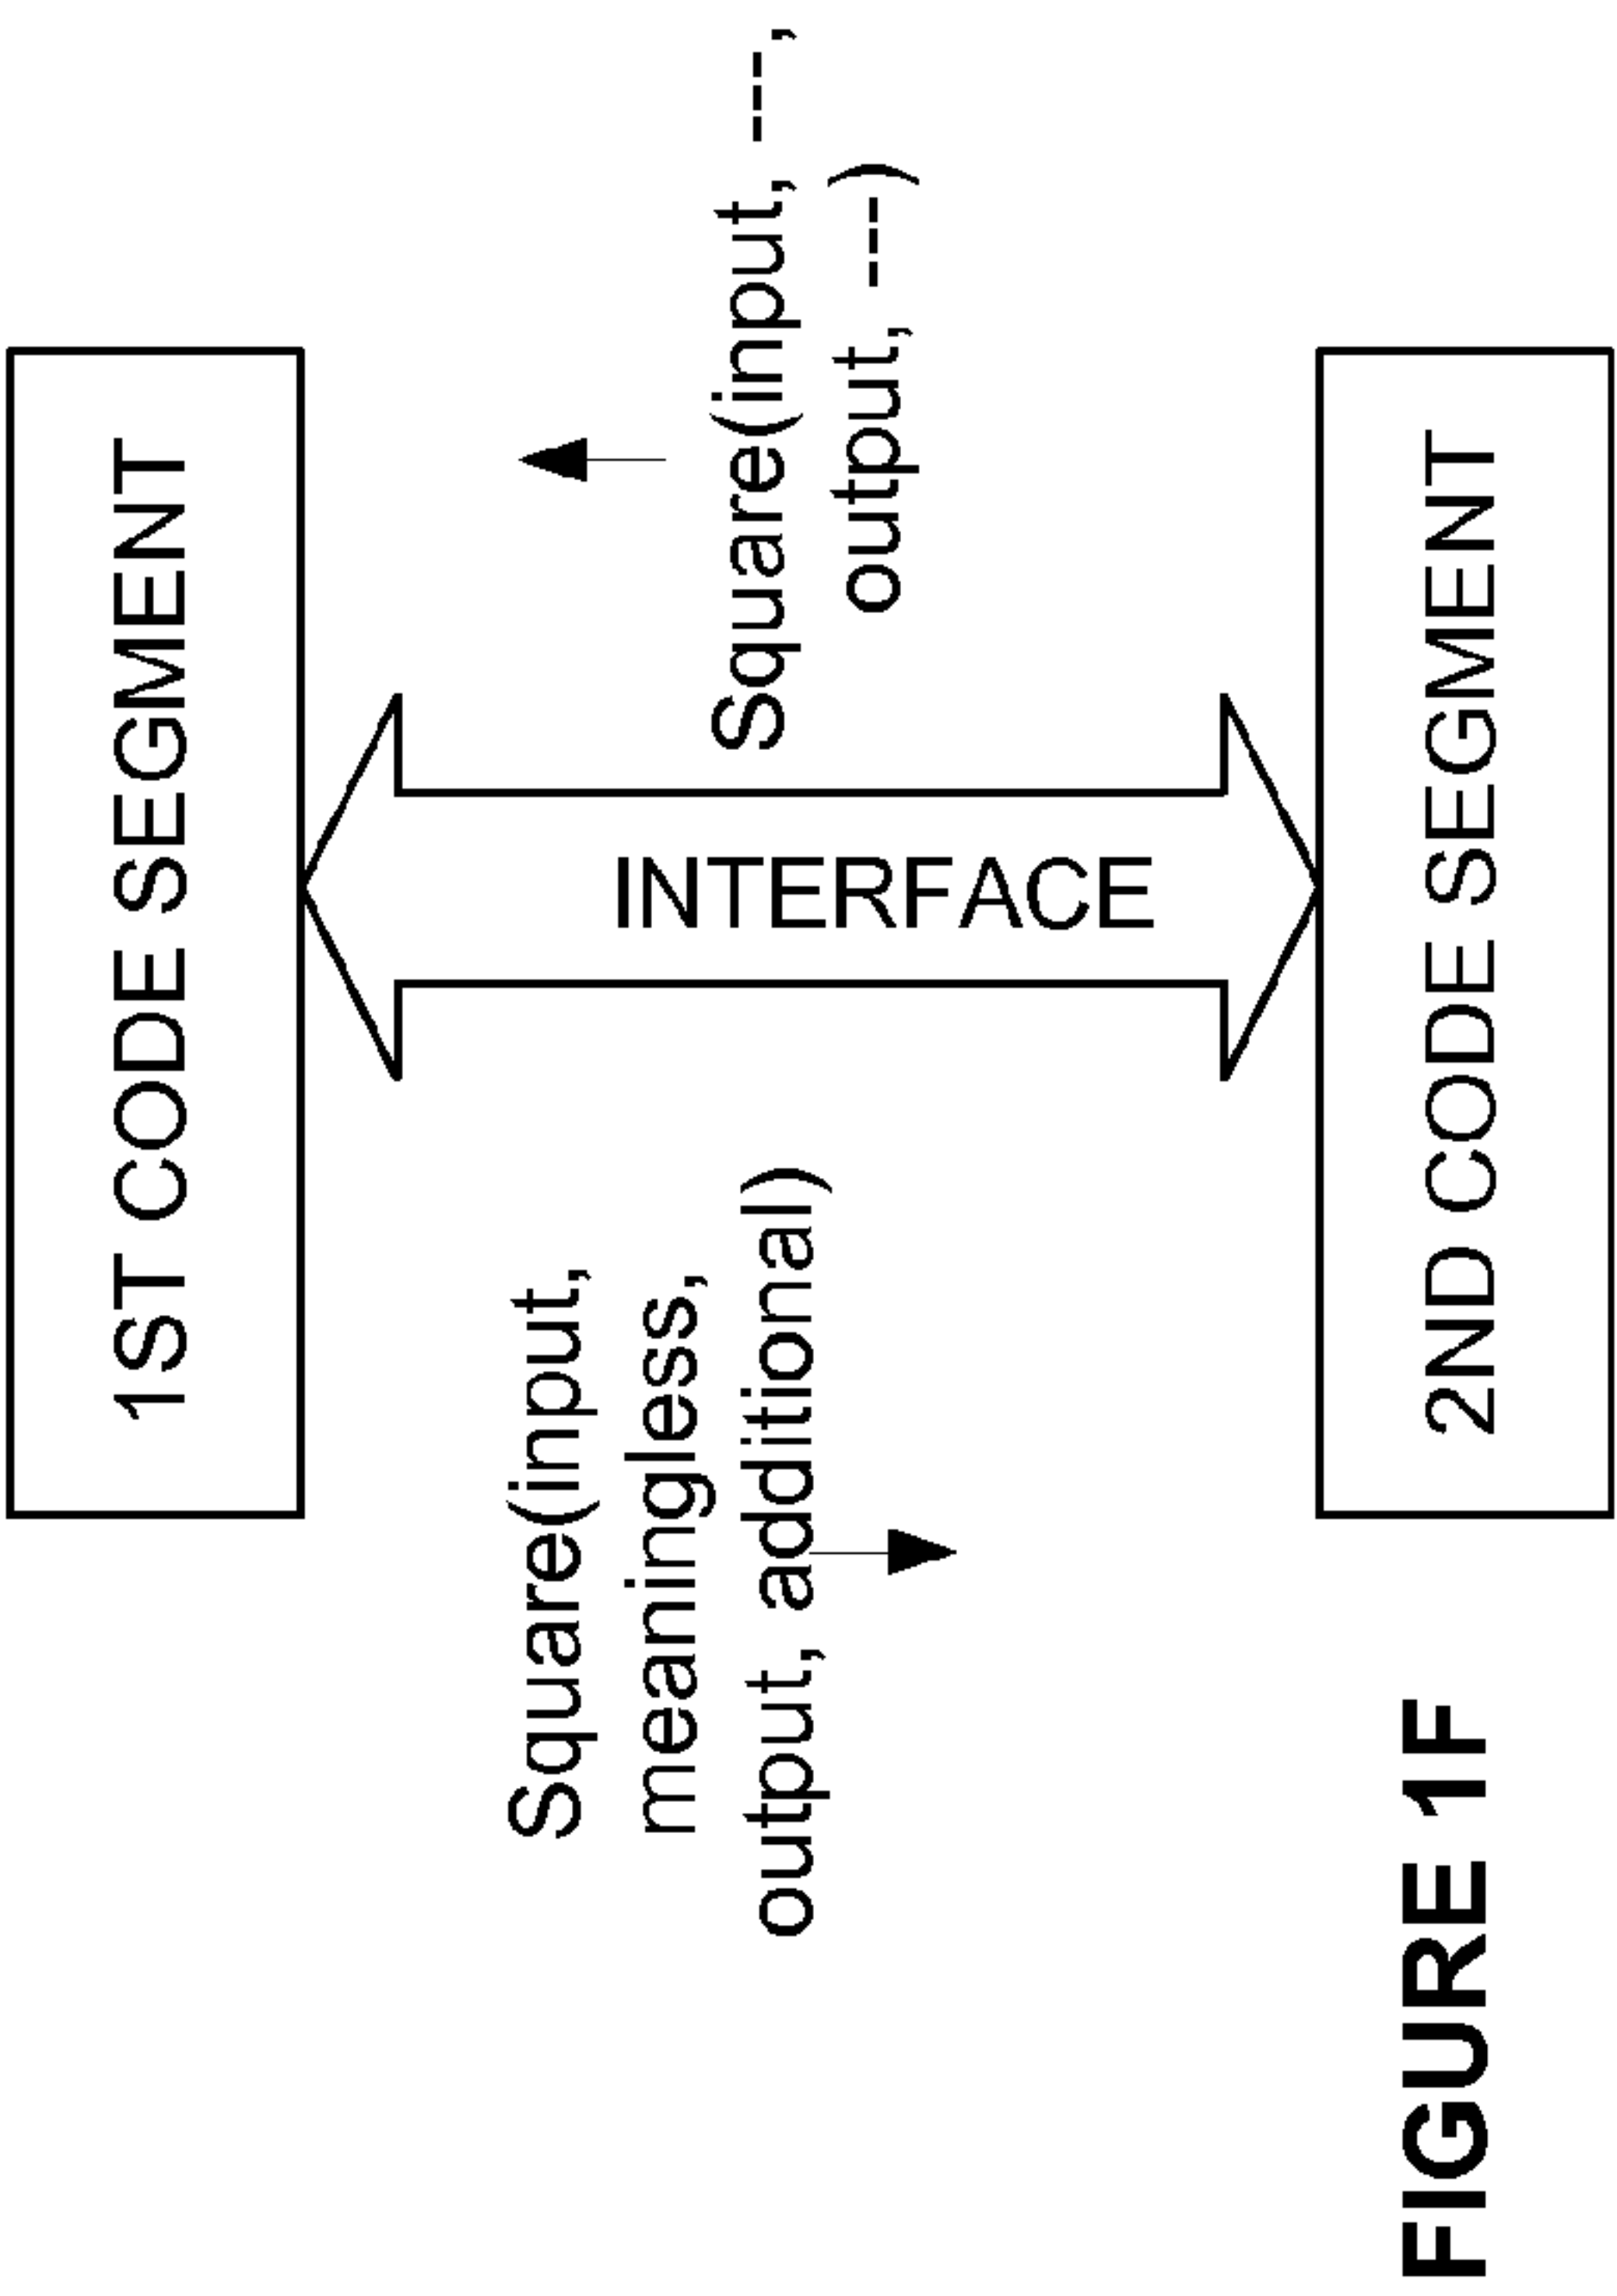 1ST CODE SEGMENT
Square(input,
meaningless,
output, additional)
INTERFACE
Square(input, ---,
output, ---)
2ND CODE SEGMENT
FIGURE 1F